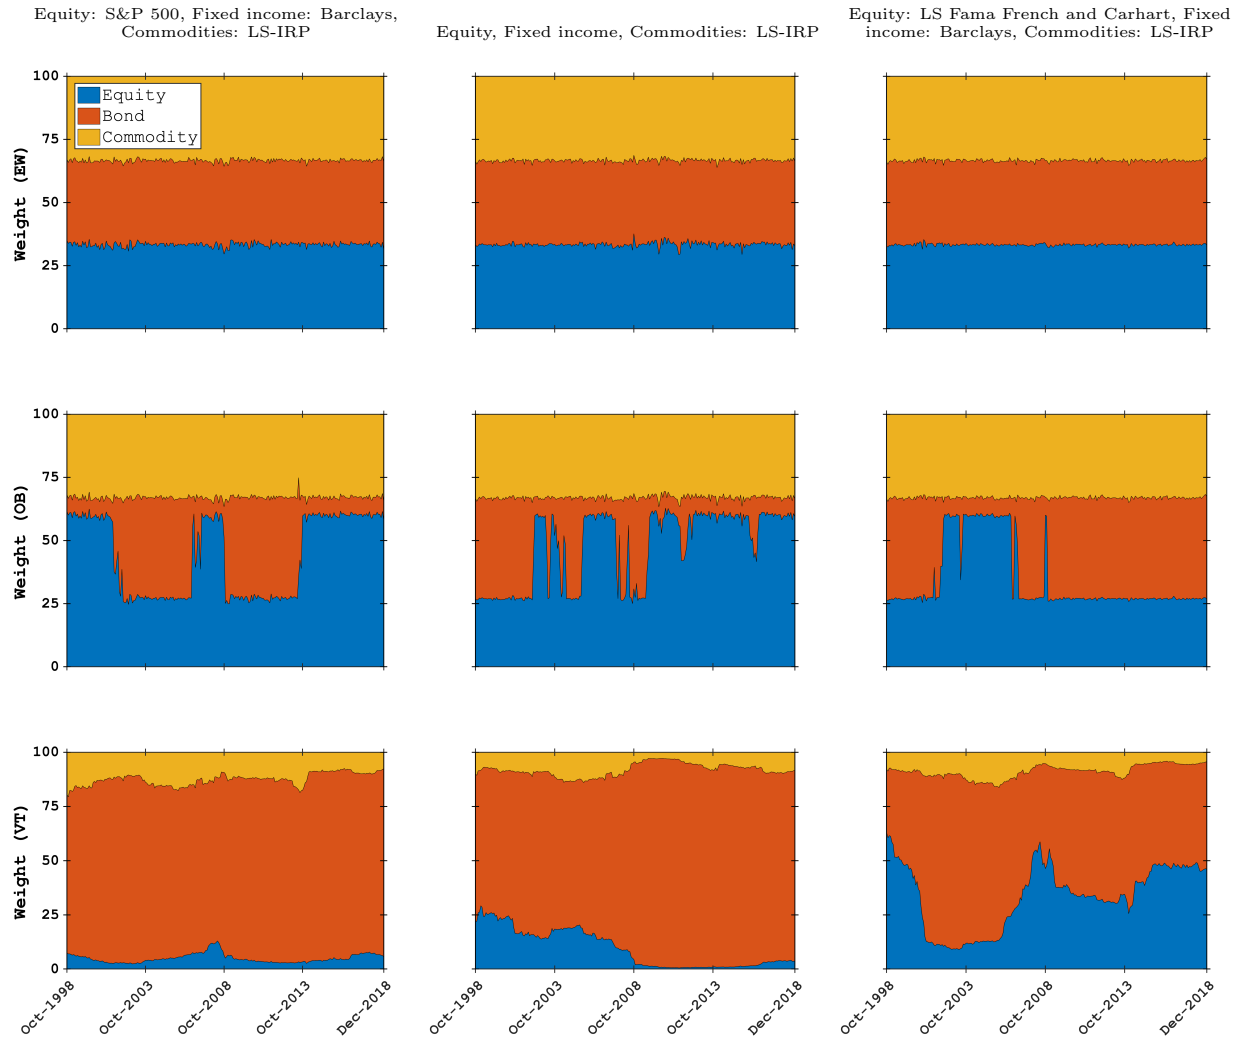 Equity: S&P 500, Fixed income: Barclays,
Commodities: LS-IRP
Equity, Fixed income, Commodities: LS-IRP
Equity: LS Fama French and Carhart, Fixed
income: Barclays, Commodities: LS-IRP
Weight (EW)
100
75
50
25
0
Equity
Bond
Commodity
Weight (OB)
100
75
50
25
0
Weight (VT)
100
75
50
25
0
Oct-1998
Oct-2003
Oct-2008
Oct-2013
Dec-2018
Oct-1998
Oct-2003
Oct-2008
Oct-2013
Dec-2018
Oct-1998
Oct-2003
Oct-2008
Oct-2013
Dec-2018